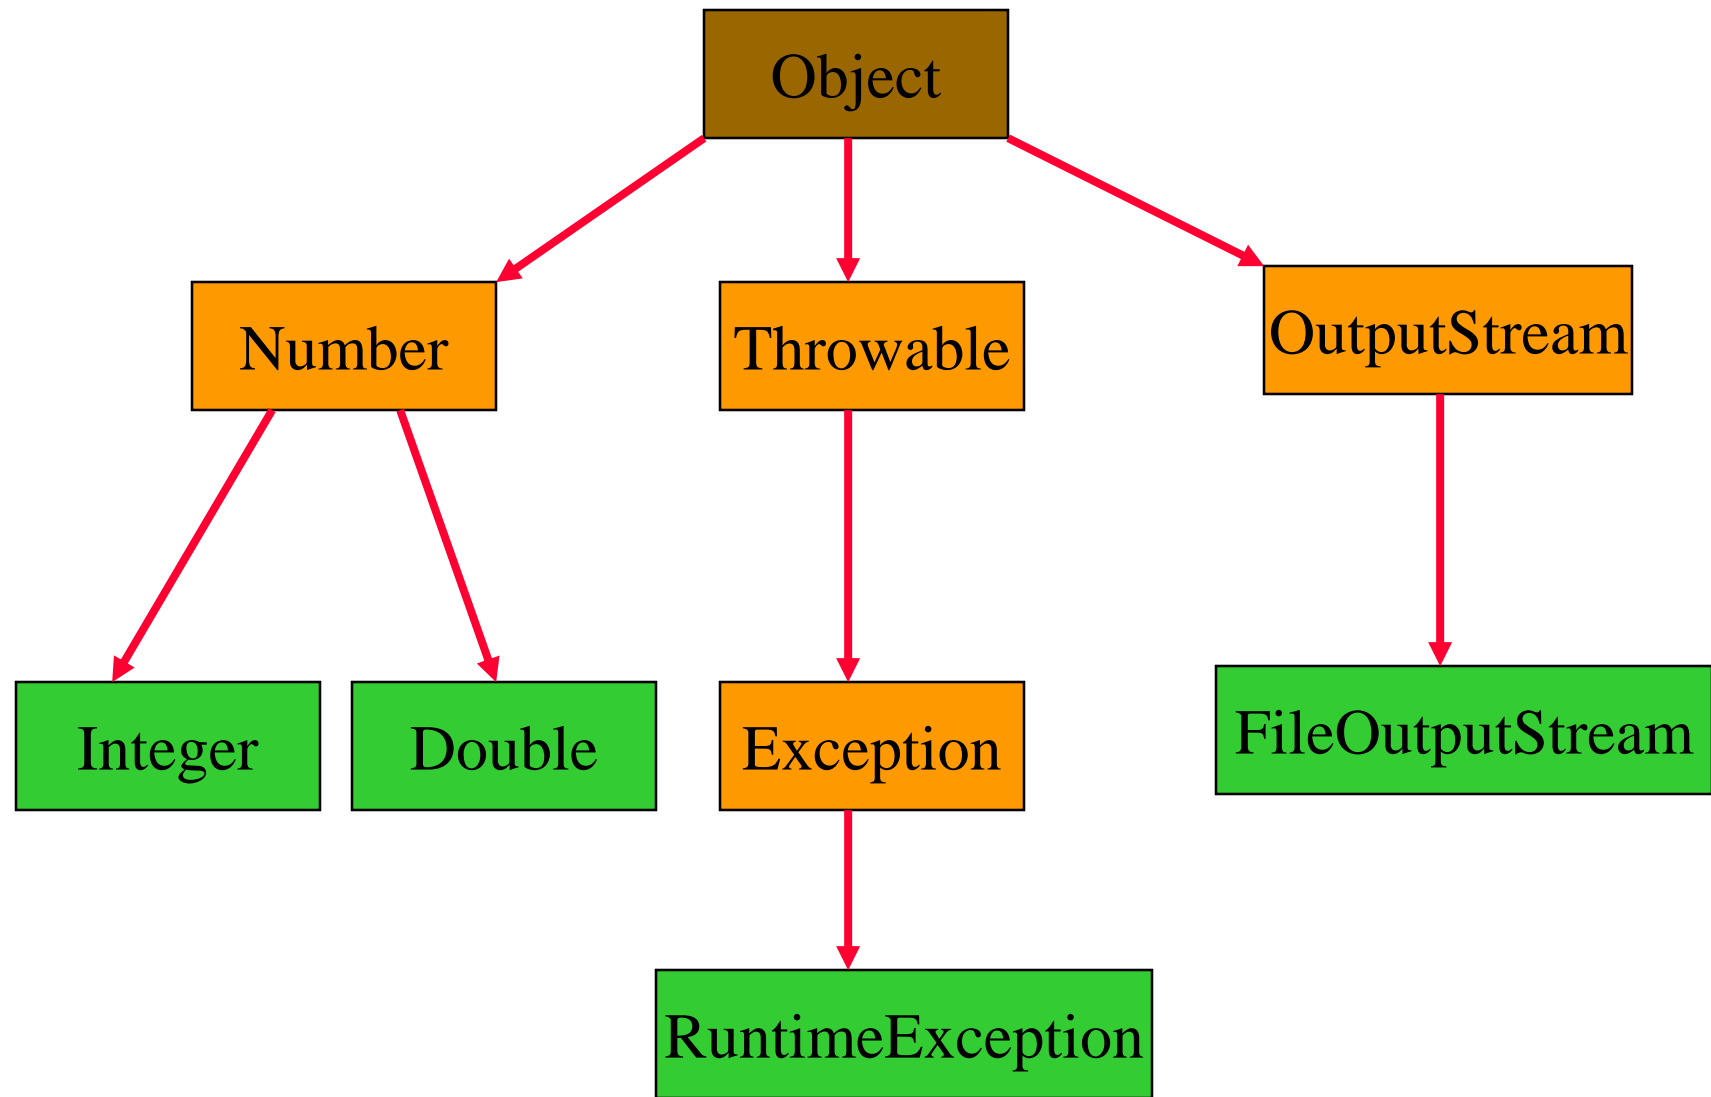 Object
Number
Throwable
OutputStream
Integer
Double
Exception
FileOutputStream
RuntimeException